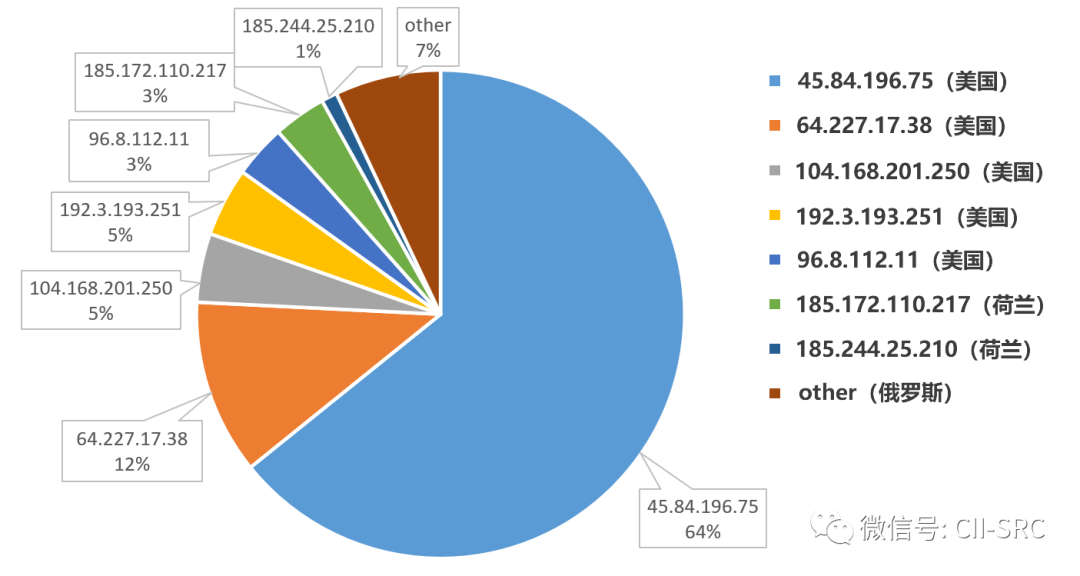 185.244.25.210
1%
other
7%
185.172.110.217
3%
96.8.112.11
3%
192.3.193.251
5%
104.168.201.250
5%
64.227.17.38
12%
45.84.196.75
64%
45.84.196.75（美国）
64.227.17.38（美国）
104.168.201.250（美国）
192.3.193.251（美国）
96.8.112.11（美国）
185.172.110.217（荷兰）
185.244.25.210（荷兰）
other（俄罗斯）
微信号: CII-SRC